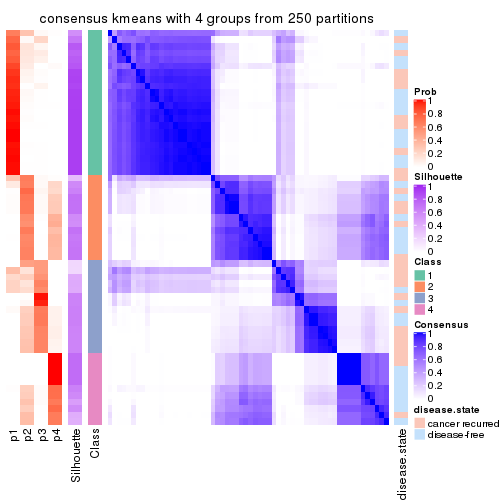 consensus kmeans with 4 groups from 250 partitions
Prob
1
0.8
0.6
0.4
0.2
0
Silhouette
1
0.8
0.6
0.4
0.2
0
Class
1
2
3
4
Consensus
1
0.8
0.6
0.4
0.2
0
disease.state
cancer recurred
disease-free
p1
p2
p3
p4
Silhouette
Class
disease.state